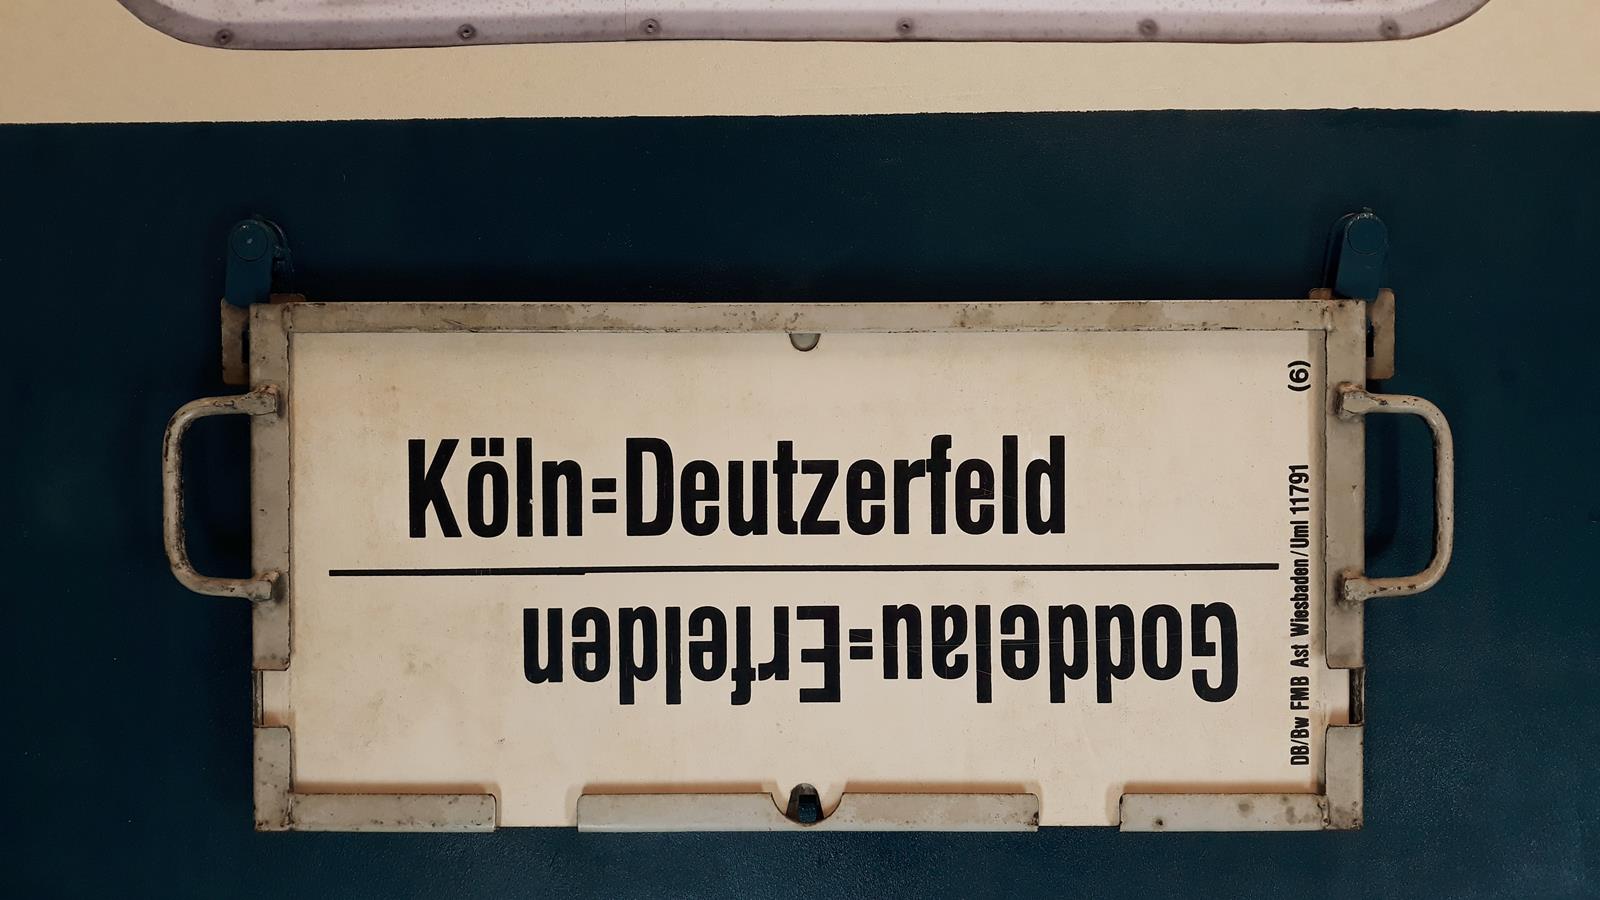 Köln=Deutzerfeld
Goddelau=Erfelden
DB/Bw FMB Ast Wiesbaden/Uml 11791 (6)